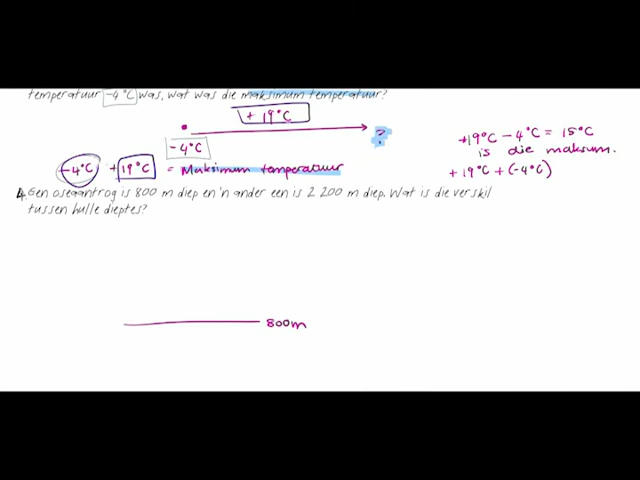 temperatuur -4°C was, wat was die maksimum temperatuur?
+ 19°C
?
-4°C
+19°C - 4°C = 15°C
is die maksum.
-4°C +19°C = Maksimum temperatuur
+19°C + (-4°C)
4. Een oseaantrog is 800 m diep en 'n ander een is 2 200 m diep. Wat is die verskil
tussen hulle dieptes?
800m